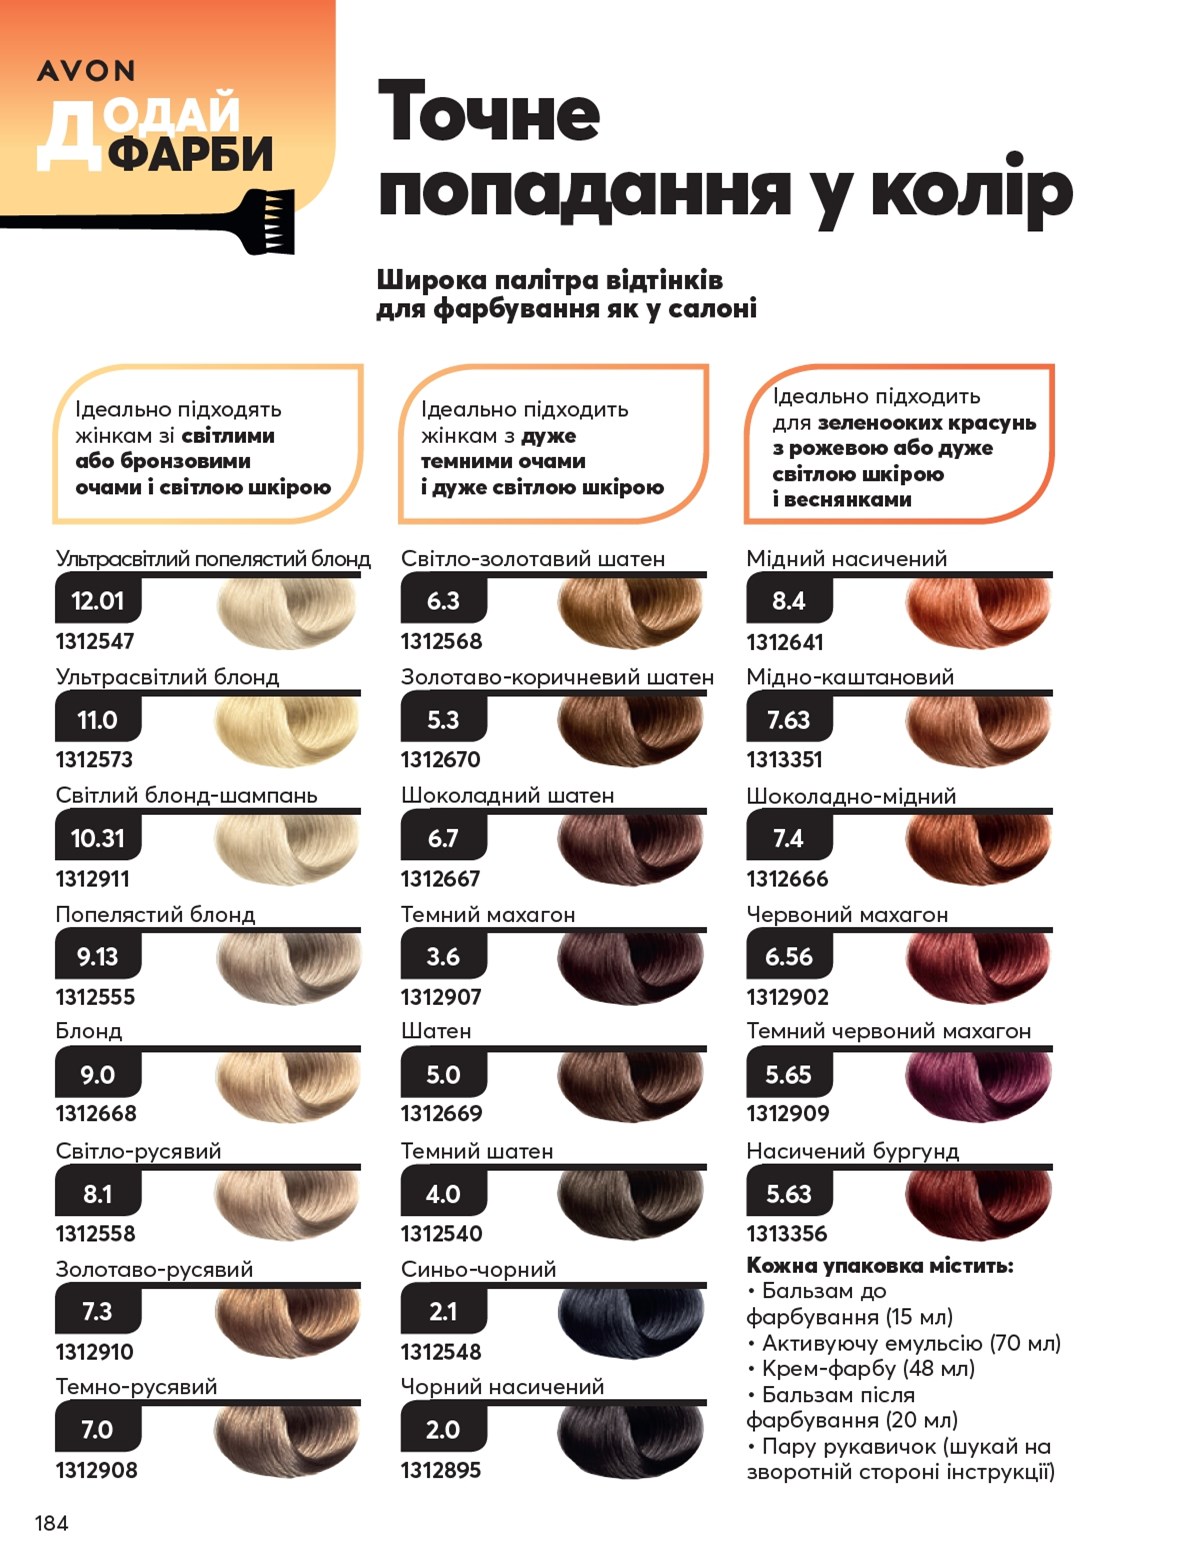 AVON
ДОДАЙ
ФАРБИ
Точне
попадання у колір
Широка палітра відтінків
для фарбування як у салоні
Ідеально підходять
жінкам зі світлими
або бронзовими
очами і світлою шкірою
Ультрасвітлий попелястий блонд
12.01
1312547
Ультрасвітлий блонд
11.0
1312573
Світлий блонд-шампань
10.31
1312911
Попелястий блонд
9.13
1312555
Блонд
9.0
1312668
Світло-русявий
8.1
1312558
Золотаво-русявий
7.3
1312910
Темно-русявий
7.0
1312908
Ідеально підходить
жінкам з дуже
темними очами
і дуже світлою шкірою
Світло-золотавий шатен
6.3
1312568
Золотаво-коричневий шатен
5.3
1312670
Шоколадний шатен
6.7
1312667
Темний махагон
3.6
1312907
Шатен
5.0
1312669
Темний шатен
4.0
1312540
Синьо-чорний
2.1
1312548
Чорний насичений
2.0
1312895
Ідеально підходить
для зеленооких красунь
з рожевою або дуже
світлою шкірою
і веснянками
Мідний насичений
8.4
1312641
Мідно-каштановий
7.63
1313351
Шоколадно-мідний
7.4
1312666
Червоний махагон
6.56
1312902
Темний червоний махагон
5.65
1312909
Насичений бургунд
5.63
1313356
Кожна упаковка містить:
• Бальзам до
фарбування (15 мл)
• Активуючу емульсію (70 мл)
• Крем-фарбу (48 мл)
• Бальзам після
фарбування (20 мл)
• Пару рукавичок (шукай на
зворотній стороні інструкції)
184